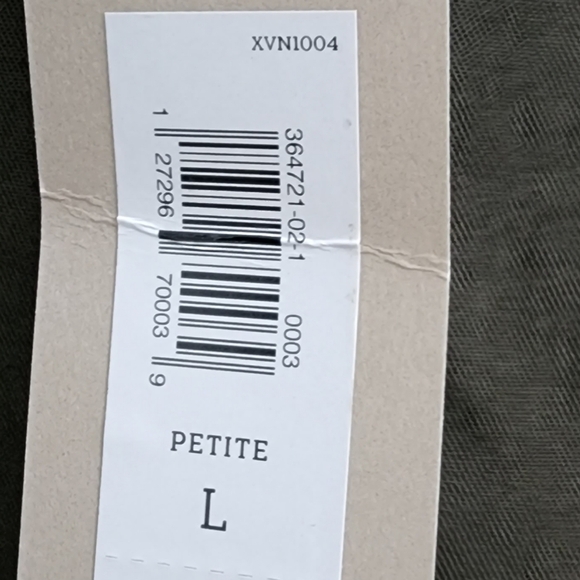 XVN1004
364721-02-1 0003
1 27296 70003 9
PETITE
L